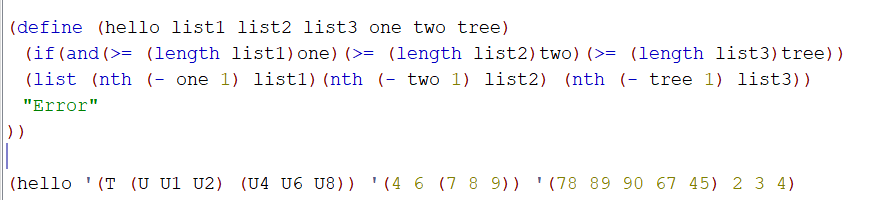 (define (hello list1 list2 list3 one two tree)
(if(and(>= (length list1)one)(>= (length list2)two)(>= (length list3)tree))
(list (nth (- one 1) list1)(nth (- two 1) list2) (nth (- tree 1) list3))
"Error"
))
(hello '(T (U U1 U2) (U4 U6 U8)) '(4 6 (7 8 9)) '(78 89 90 67 45) 2 3 4)